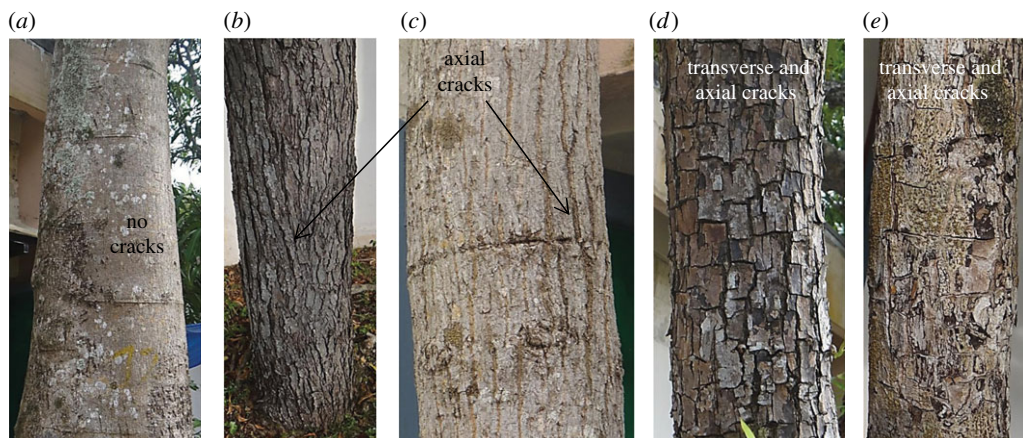 (a)
(b)
(c)
(d)
(e)
no
cracks
axial
cracks
transverse and
axial cracks
transverse and
axial cracks